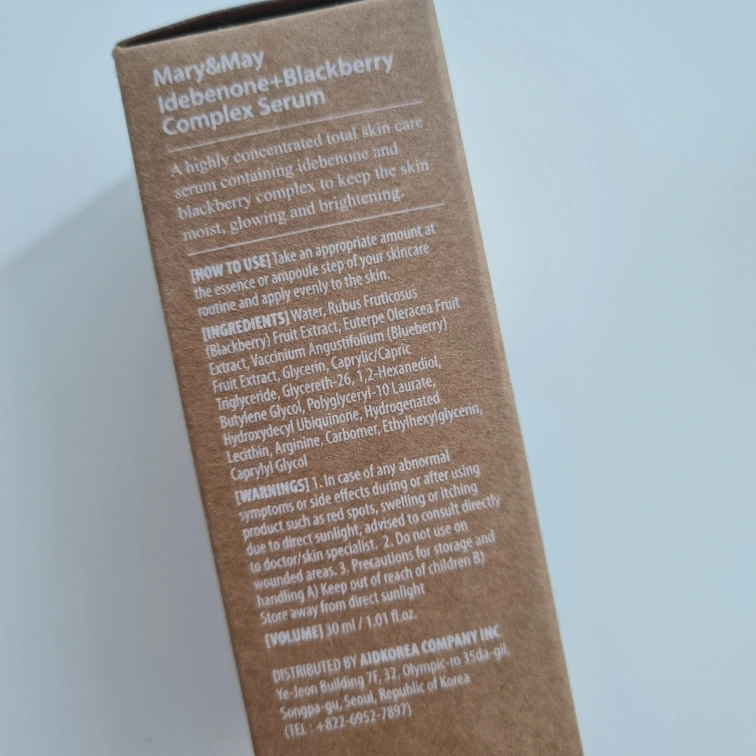 Mary&May
Idebenone+Blackberry
Complex Serum
A highly concentrated total skin care
serum containing idebenone and
blackberry complex to keep the skin
moist, glowing and brightening.
[HOW TO USE] Take an appropriate amount at
the essence or ampoule step of your skincare
routine and apply evenly to the skin.
[INGREDIENTS] Water, Rubus Fruticosus
(Blackberry) Fruit Extract, Euterpe Oleracea Fruit
Extract, Vaccinium Angustifolium (Blueberry)
Fruit Extract, Glycerin, Caprylic/Capric
Triglyceride, Glycereth-26, 1,2-Hexanediol,
Butylene Glycol, Polyglyceryl-10 Laurate,
Hydroxydecyl Ubiquinone, Hydrogenated
Lecithin, Arginine, Carbomer, Ethylhexylglycerin,
Caprylyl Glycol
[WARNINGS] 1. In case of any abnormal
symptoms or side effects during or after using
product such as red spots, swelling or itching
due to direct sunlight, advised to consult directly
to doctor/skin specialist. 2. Do not use on
wounded areas. 3. Precautions for storage and
handling A) Keep out of reach of children B)
Store away from direct sunlight
[VOLUME] 30 ml / 1.01 fl.oz.
DISTRIBUTED BY AIDKOREA COMPANY INC
Ye-Jeon Building 7F, 32, Olympic-ro 35da-gil,
Songpa-gu, Seoul, Republic of Korea
(TEL : +822-6952-7897)